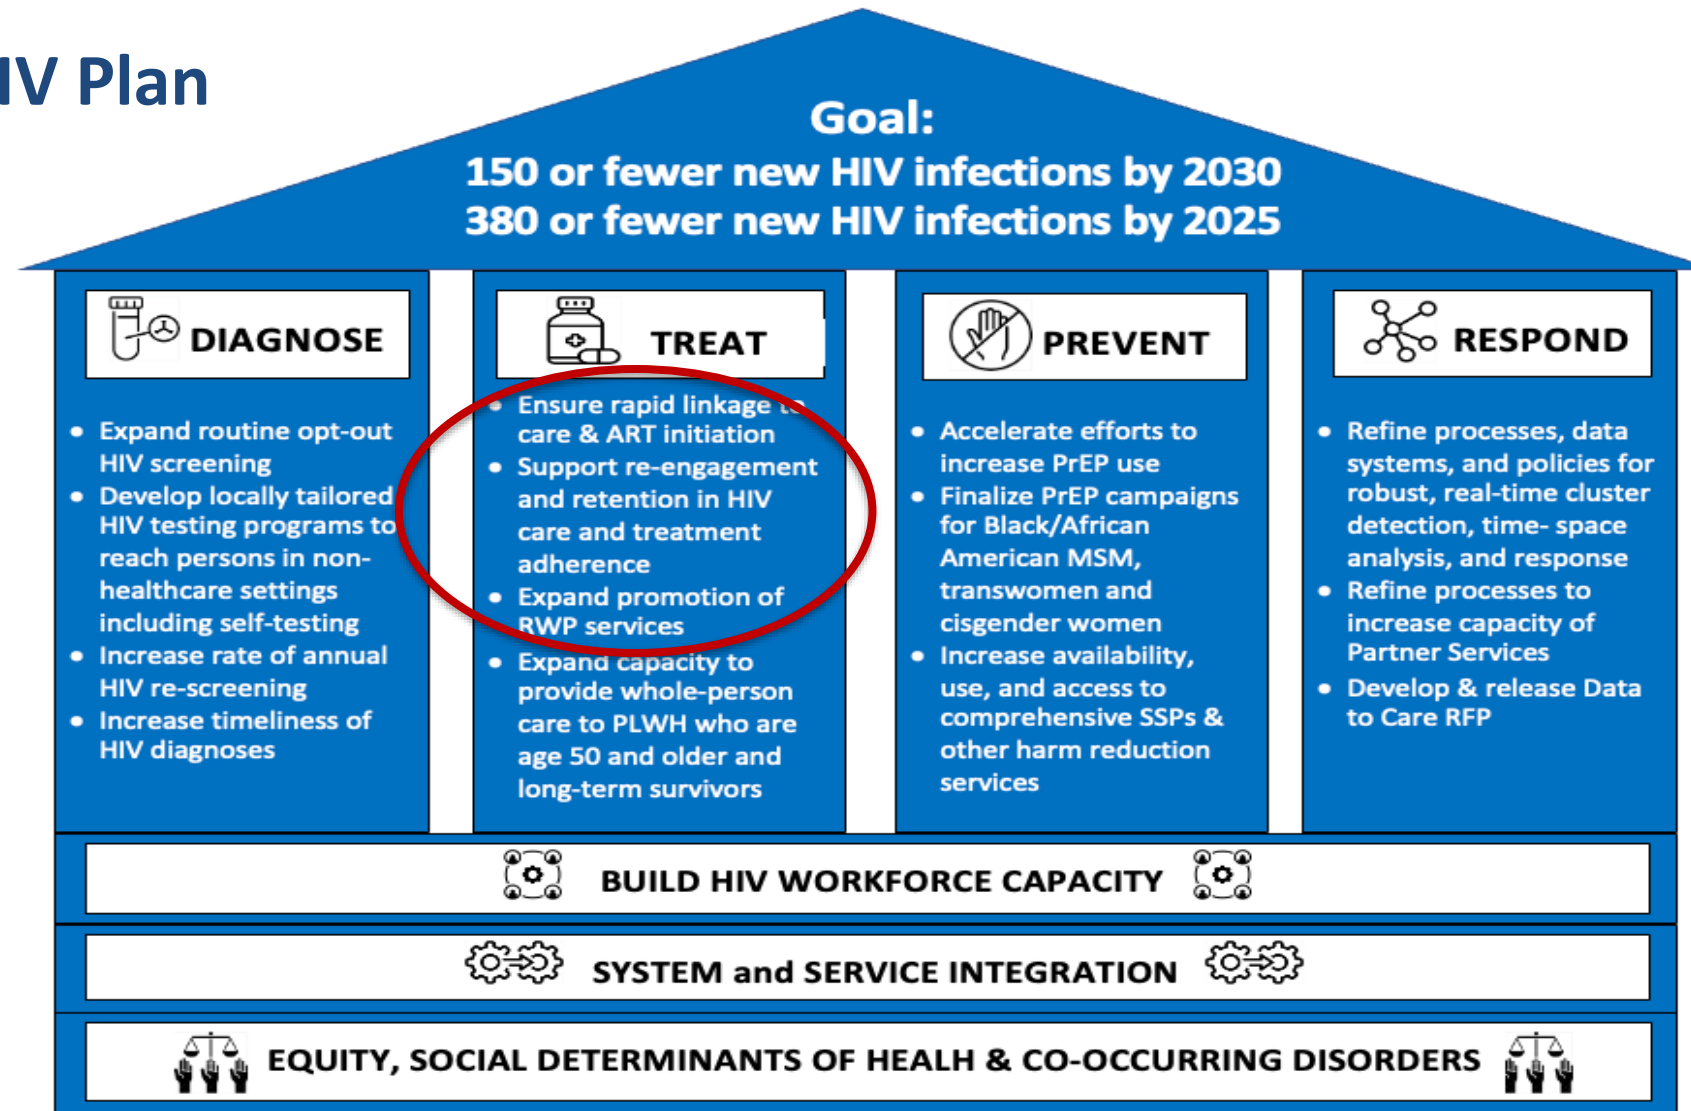 IV Plan
Goal:
150 or fewer new HIV infections by 2030
380 or fewer new HIV infections by 2025
DIAGNOSE
• Expand routine opt-out
HIV screening
• Develop locally tailored
HIV testing programs to
reach persons in non-
healthcare settings
including self-testing
• Increase rate of annual
HIV re-screening
• Increase timeliness of
HIV diagnoses
TREAT
• Ensure rapid linkage to
care & ART initiation
• Support re-engagement
and retention in HIV
care and treatment
adherence
• Expand promotion of
RWP services
• Expand capacity to
provide whole-person
care to PLWH who are
age 50 and older and
long-term survivors
PREVENT
• Accelerate efforts to
increase PrEP use
• Finalize PrEP campaigns
for Black/African
American MSM,
transwomen and
cisgender women
• Increase availability,
use, and access to
comprehensive SSPs &
other harm reduction
services
RESPOND
• Refine processes, data
systems, and policies for
robust, real-time cluster
detection, time- space
analysis, and response
• Refine processes to
increase capacity of
Partner Services
• Develop & release Data
to Care RFP
BUILD HIV WORKFORCE CAPACITY
SYSTEM and SERVICE INTEGRATION
EQUITY, SOCIAL DETERMINANTS OF HEALH & CO-OCCURRING DISORDERS